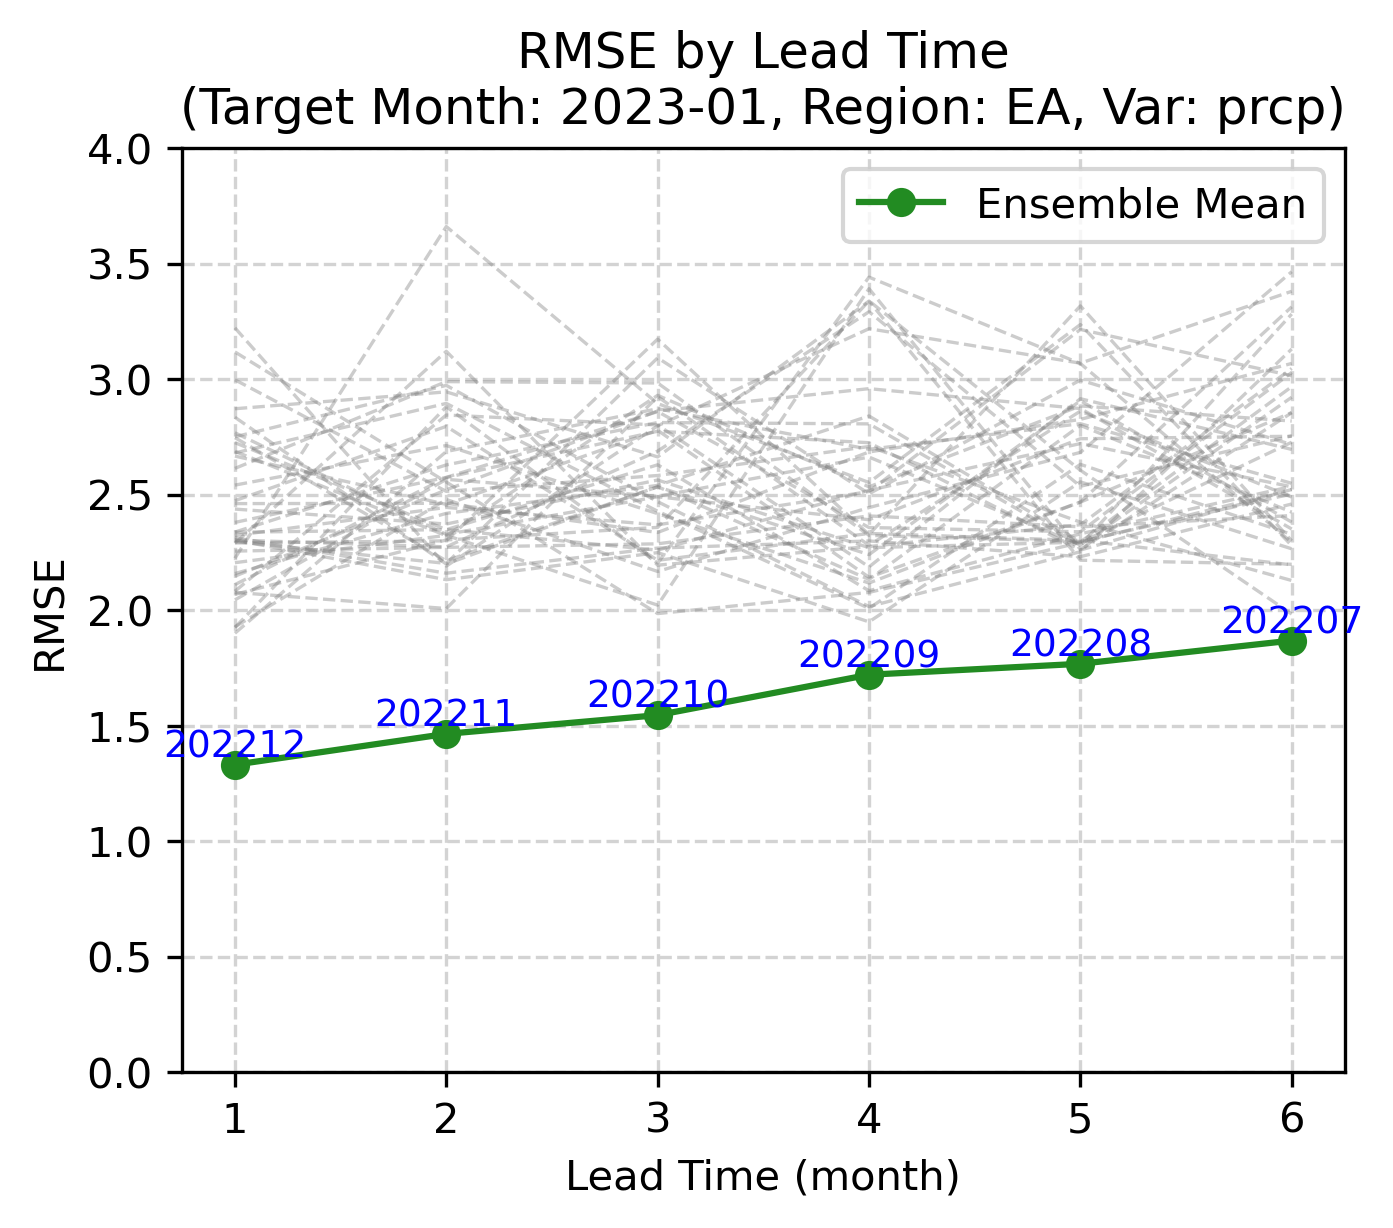 RMSE by Lead Time
(Target Month: 2023-01, Region: EA, Var: prcp)
4.0
3.5
3.0
2.5
2.0
1.5
1.0
0.5
0.0
RMSE
Ensemble Mean
202212
202211
202210
202209
202208
202207
1 2 3 4 5 6
Lead Time (month)